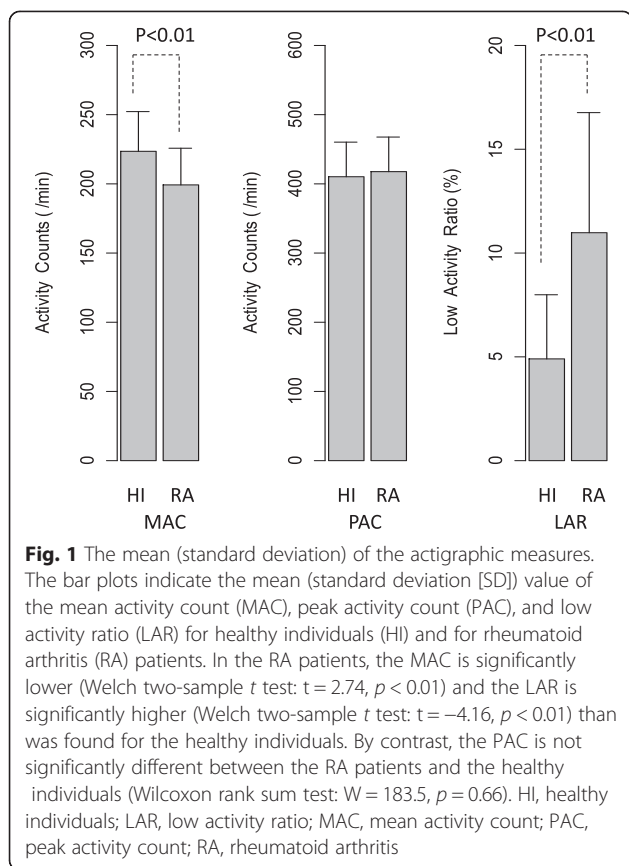 P<0.01
P<0.01
Activity Counts ( /min)
0
50
100
150
200
250
300
HI RA
MAC
Activity Counts ( /min)
0
100
200
300
400
500
600
HI RA
PAC
Low Activity Ratio (%)
0
5
10
15
20
HI RA
LAR
Fig. 1 The mean (standard deviation) of the actigraphic measures.
The bar plots indicate the mean (standard deviation [SD]) value of
the mean activity count (MAC), peak activity count (PAC), and low
activity ratio (LAR) for healthy individuals (HI) and for rheumatoid
arthritis (RA) patients. In the RA patients, the MAC is significantly
lower (Welch two-sample t test: t = 2.74, p < 0.01) and the LAR is
significantly higher (Welch two-sample t test: t = −4.16, p < 0.01) than
was found for the healthy individuals. By contrast, the PAC is not
significantly different between the RA patients and the healthy
individuals (Wilcoxon rank sum test: W = 183.5, p = 0.66). HI, healthy
individuals; LAR, low activity ratio; MAC, mean activity count; PAC,
peak activity count; RA, rheumatoid arthritis